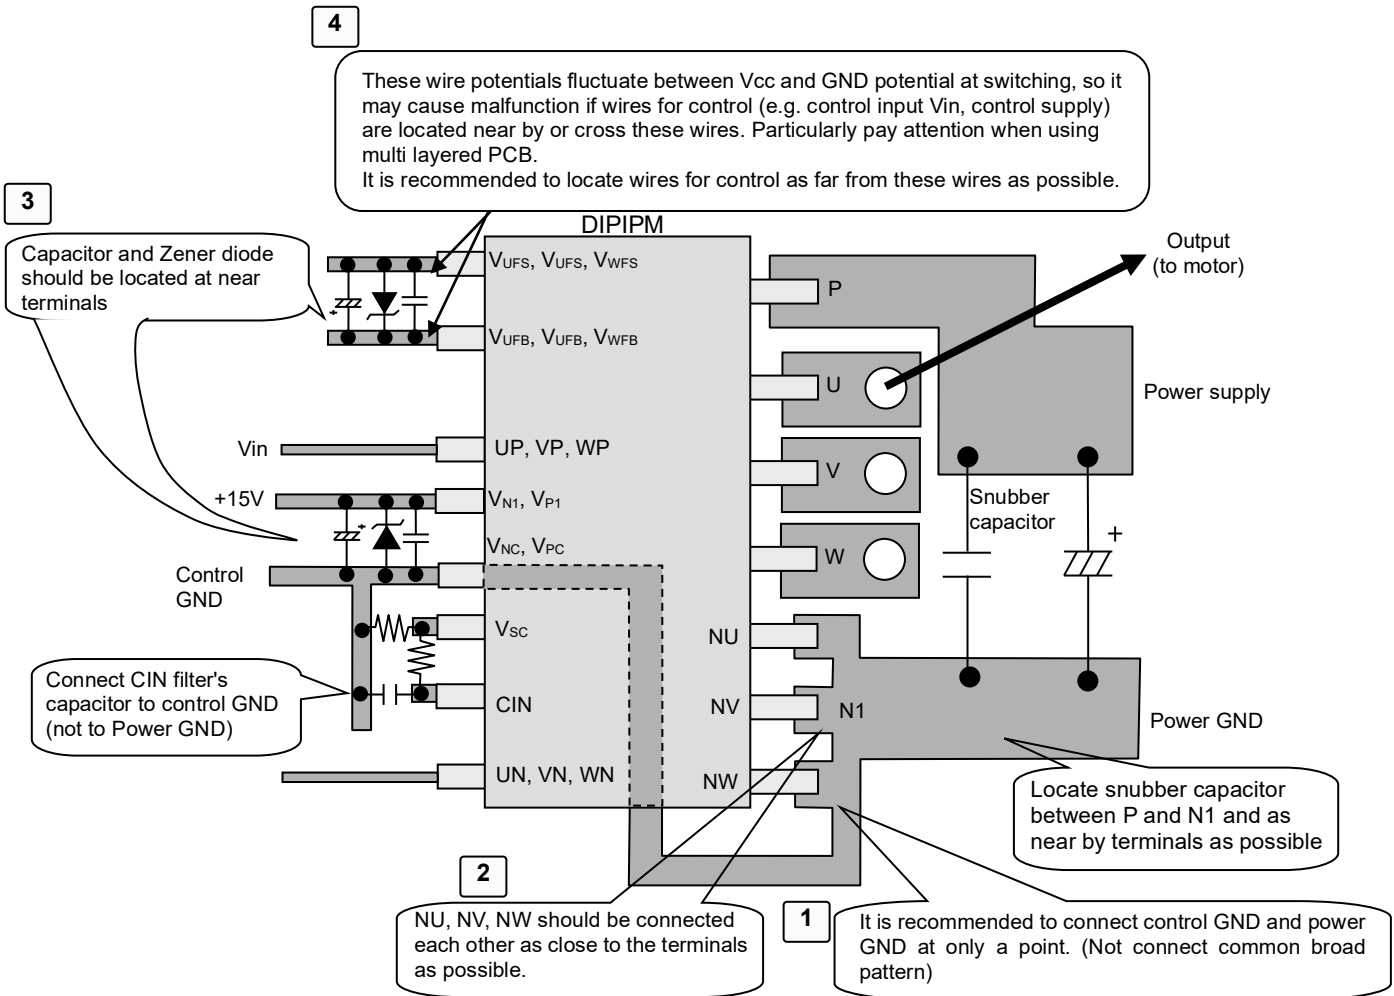 4
These wire potentials fluctuate between Vcc and GND potential at switching, so it
may cause malfunction if wires for control (e.g. control input Vin, control supply)
are located near by or cross these wires. Particularly pay attention when using
multi layered PCB.
It is recommended to locate wires for control as far from these wires as possible.
3
Capacitor and Zener diode
should be located at near
terminals
DIPIPM
Output
(to motor)
VUFS, VUFS, VWFS
P
+
VUFB, VUFB, VWFB
U
Power supply
Vin
UP, VP, WP
V
+15V
VN1, VP1
Snubber
capacitor
+
+
VNC, VPC
W
Control
GND
VSC
NU
Connect CIN filter's
capacitor to control GND
(not to Power GND)
CIN
NV
N1
Power GND
UN, VN, WN
NW
Locate snubber capacitor
between P and N1 and as
near by terminals as possible
2
NU, NV, NW should be connected
each other as close to the terminals
as possible.
1
It is recommended to connect control GND and power
GND at only a point. (Not connect common broad
pattern)